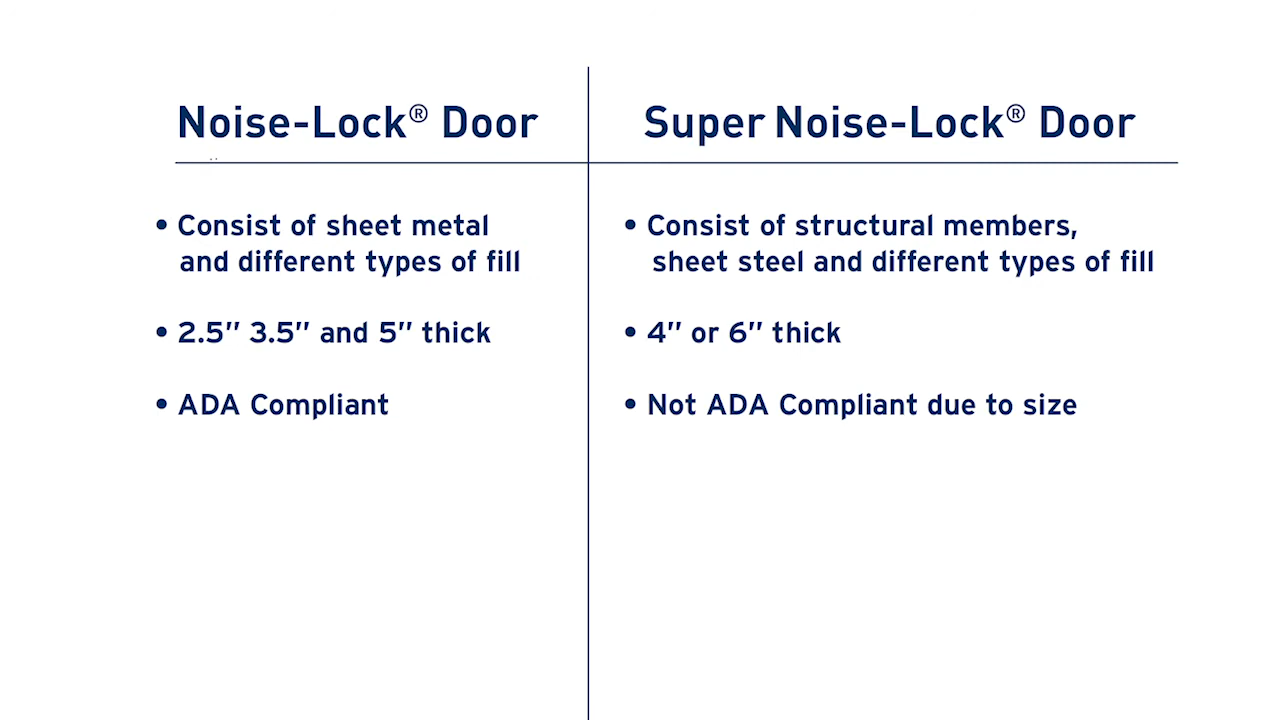 Noise-Lock® Door
• Consist of sheet metal
and different types of fill
• 2.5″ 3.5″ and 5″ thick
• ADA Compliant
Super Noise-Lock® Door
• Consist of structural members,
sheet steel and different types of fill
• 4″ or 6″ thick
• Not ADA Compliant due to size